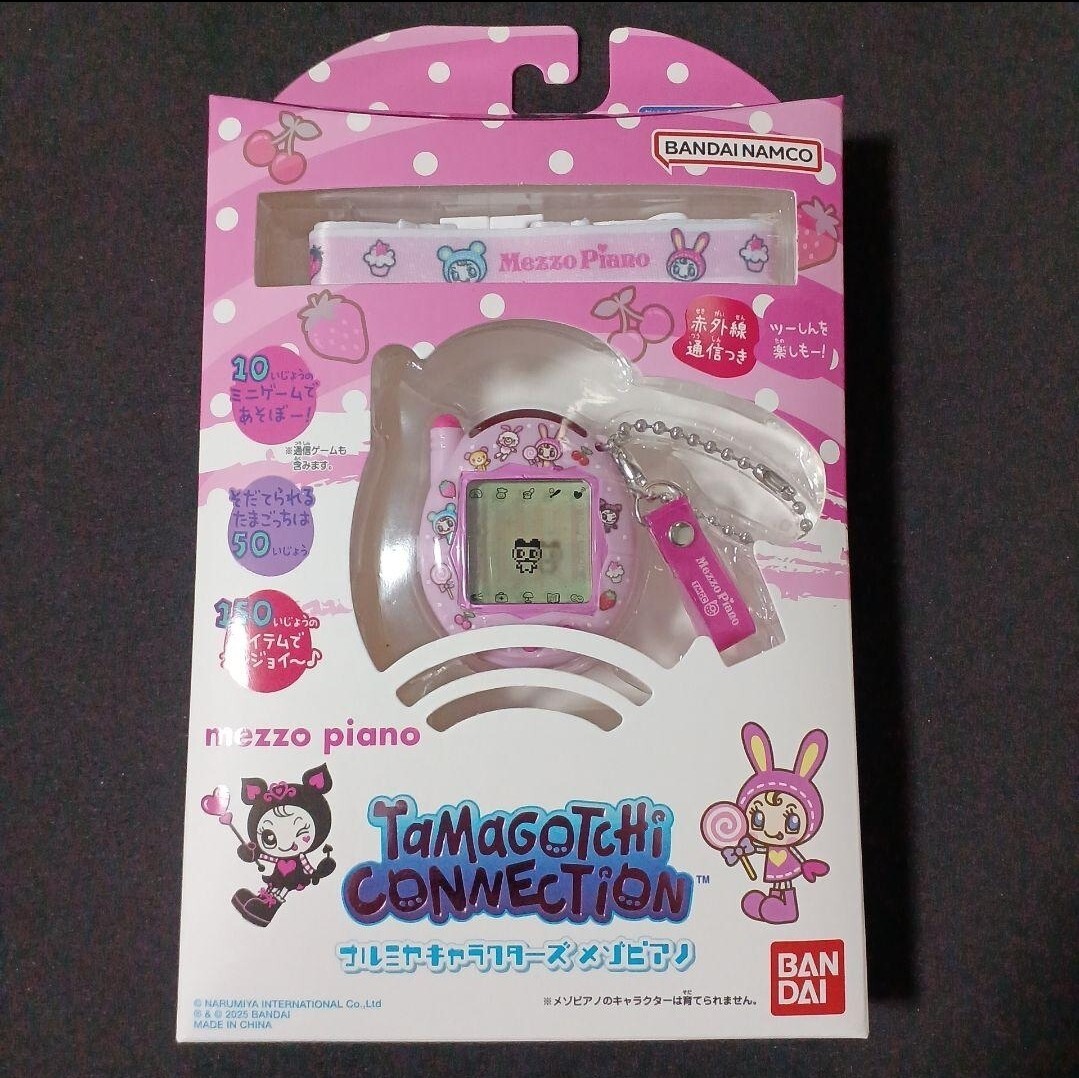 BANDAI NAMCO
Mezzo Piano
赤外線
通信つき
ツーしんを
楽しもー!
10いじょうの
ミニゲームで
あそぼー!
※通信ゲームも
含みます。
そだてられる
たまごっちは
50いじょう
150いじょうの
イテムで
ジョイ〜♪
Mezzo Piano
TMGC
mezzo piano
TAMAGOTCHI
CONNECTION™
ナルミヤキャラクターズ メゾピアノ
BAN
DAI
※メゾピアノのキャラクターは育てられません。
© NARUMIYA INTERNATIONAL Co.,Ltd
® & © 2025 BANDAI
MADE IN CHINA